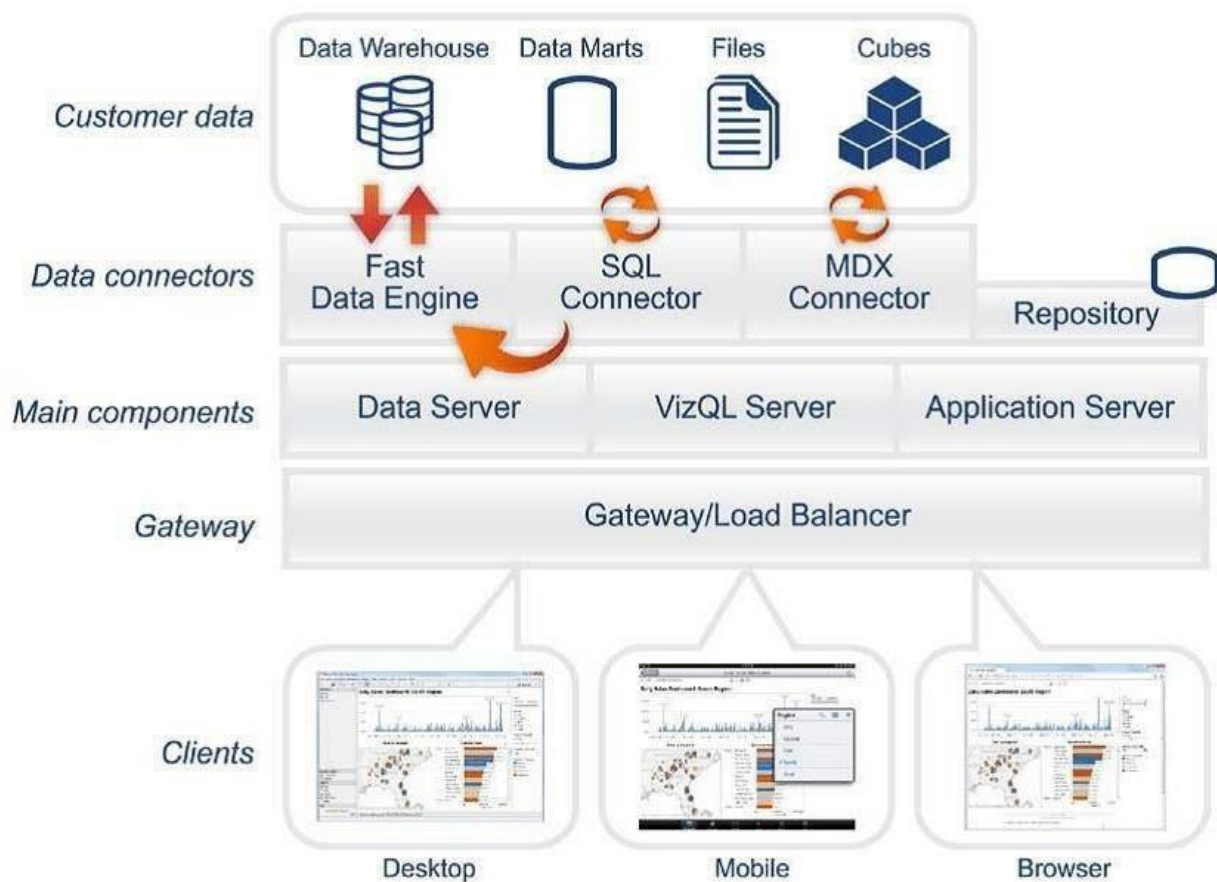 Data Warehouse
Data Marts
Files
Cubes
Customer data
Data connectors
Fast
Data Engine
SQL
Connector
MDX
Connector
Repository
Main components
Data Server
VizQL Server
Application Server
Gateway
Gateway/Load Balancer
Clients
Desktop
Mobile
Browser